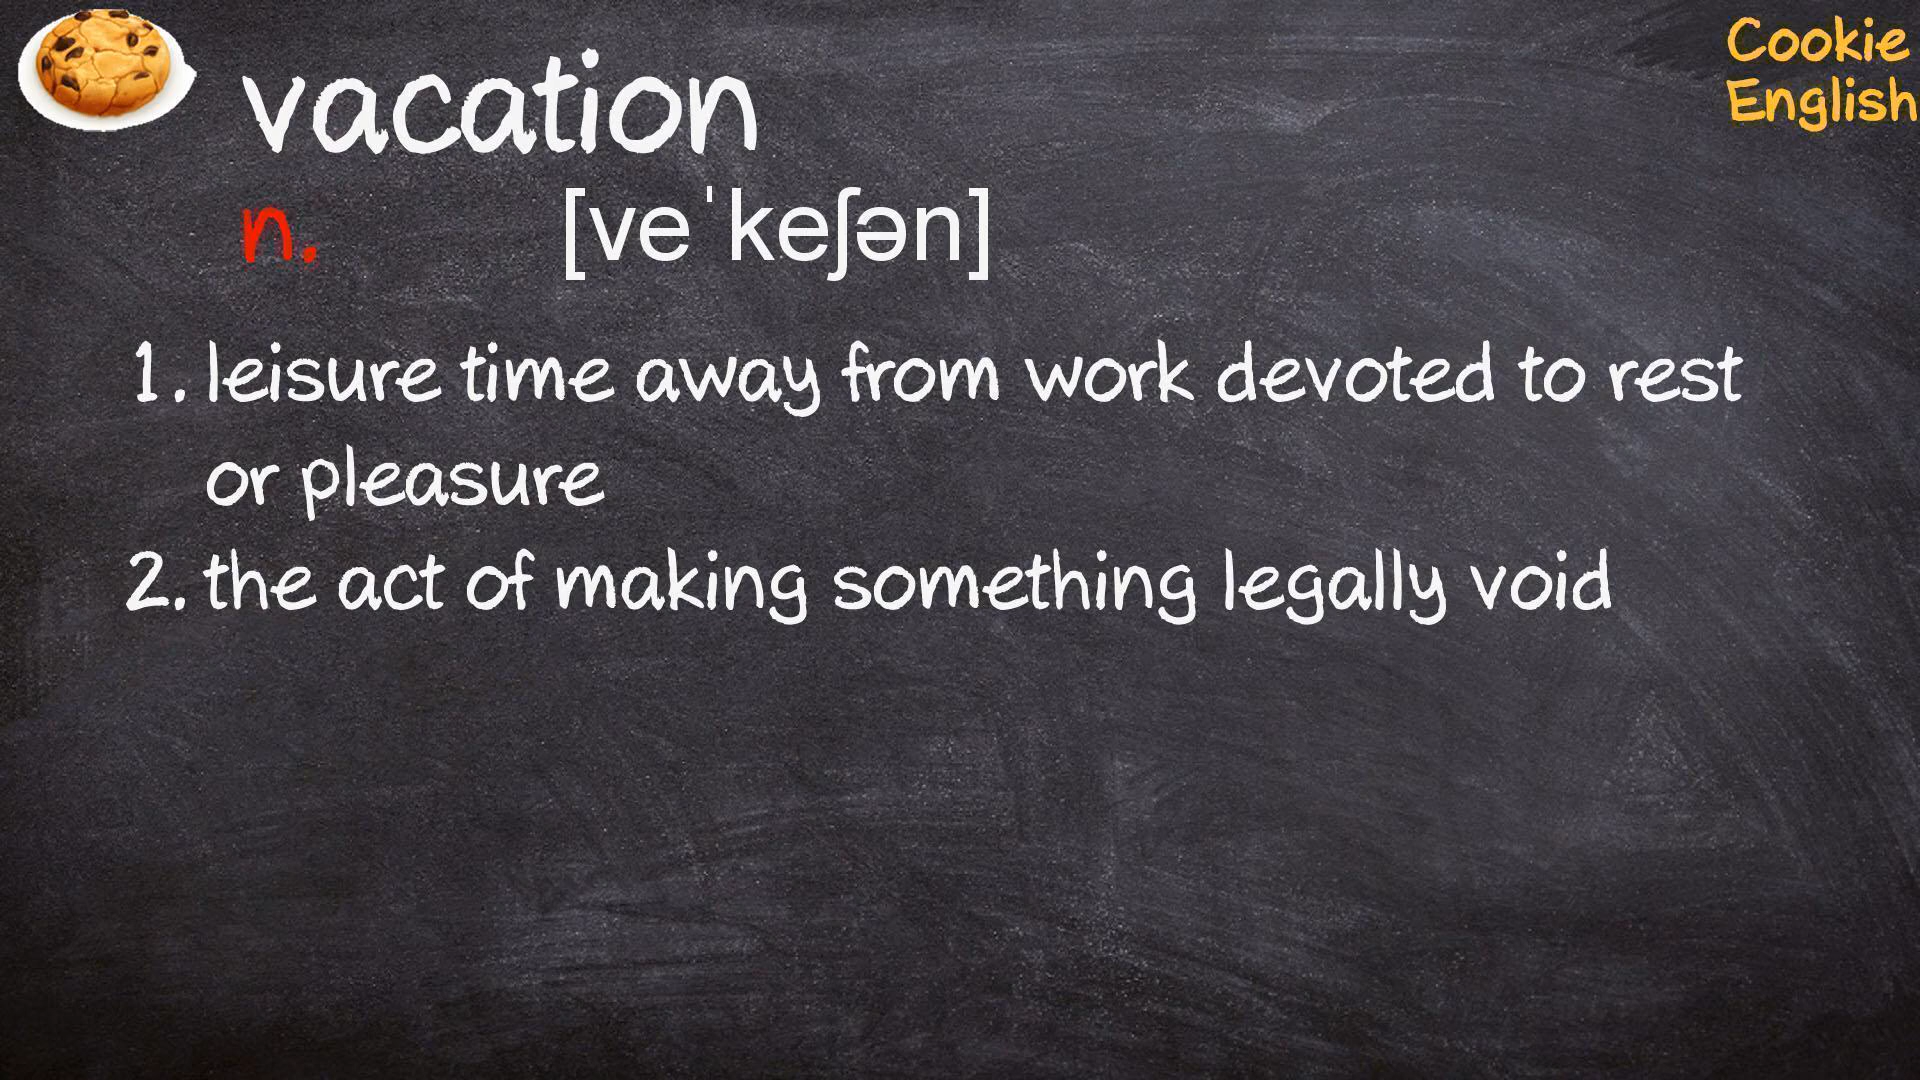 Cookie
English
vacation
n. [veˈkeʃən]
1. leisure time away from work devoted to rest
or pleasure
2. the act of making something legally void